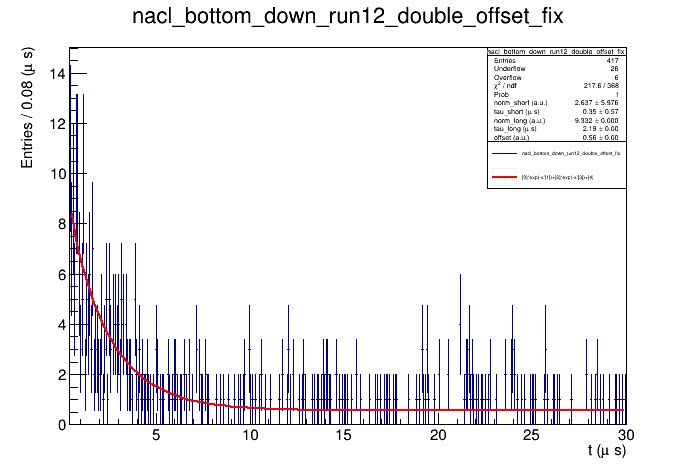 nacl_bottom_down_run12_double_offset_fix
Entries / 0.08 (μ s)
14
12
10
8
6
4
2
0
5
10
15
20
25
30
t (μ s)
nacl_bottom_down_run12_double_offset_fix
Entries 417
Underflow 26
Overflow 6
χ² / ndf 217.6 / 368
Prob 1
norm_short (a.u.) 2.637 ± 5.976
tau_short (μ s) 0.35 ± 0.57
norm_long (a.u.) 9.332 ± 0.000
tau_long (μ s) 2.19 ± 0.00
offset (a.u.) 0.56 ± 0.00
nacl_bottom_down_run12_double_offset_fix